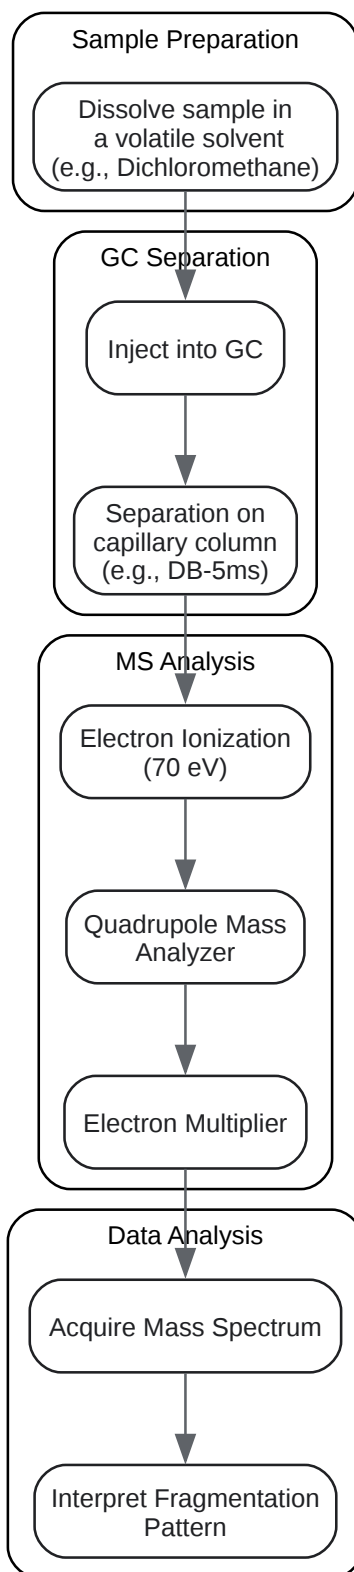 Sample Preparation
Dissolve sample in
a volatile solvent
(e.g., Dichloromethane)
GC Separation
Inject into GC
Separation on
capillary column
(e.g., DB-5ms)
MS Analysis
Electron Ionization
(70 eV)
Quadrupole Mass
Analyzer
Electron Multiplier
Data Analysis
Acquire Mass Spectrum
Interpret Fragmentation
Pattern